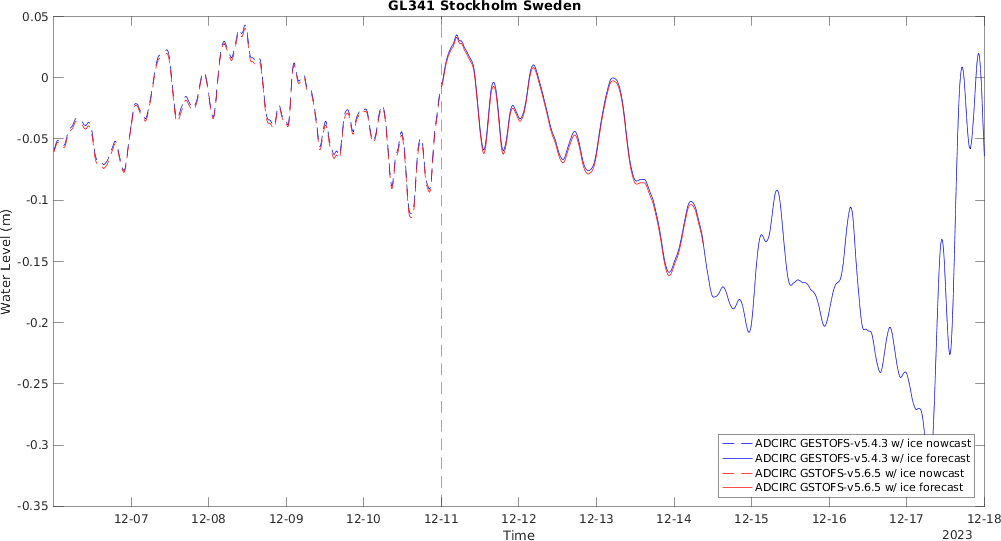 GL341 Stockholm Sweden
0.05
0
-0.05
-0.1
-0.15
-0.2
-0.25
-0.3
-0.35
Water Level (m)
ADCIRC GESTOFS-v5.4.3 w/ ice nowcast
ADCIRC GESTOFS-v5.4.3 w/ ice forecast
ADCIRC GSTOFS-v5.6.5 w/ ice nowcast
ADCIRC GSTOFS-v5.6.5 w/ ice forecast
12-07 12-08 12-09 12-10 12-11 12-12 12-13 12-14 12-15 12-16 12-17 12-18
Time
2023